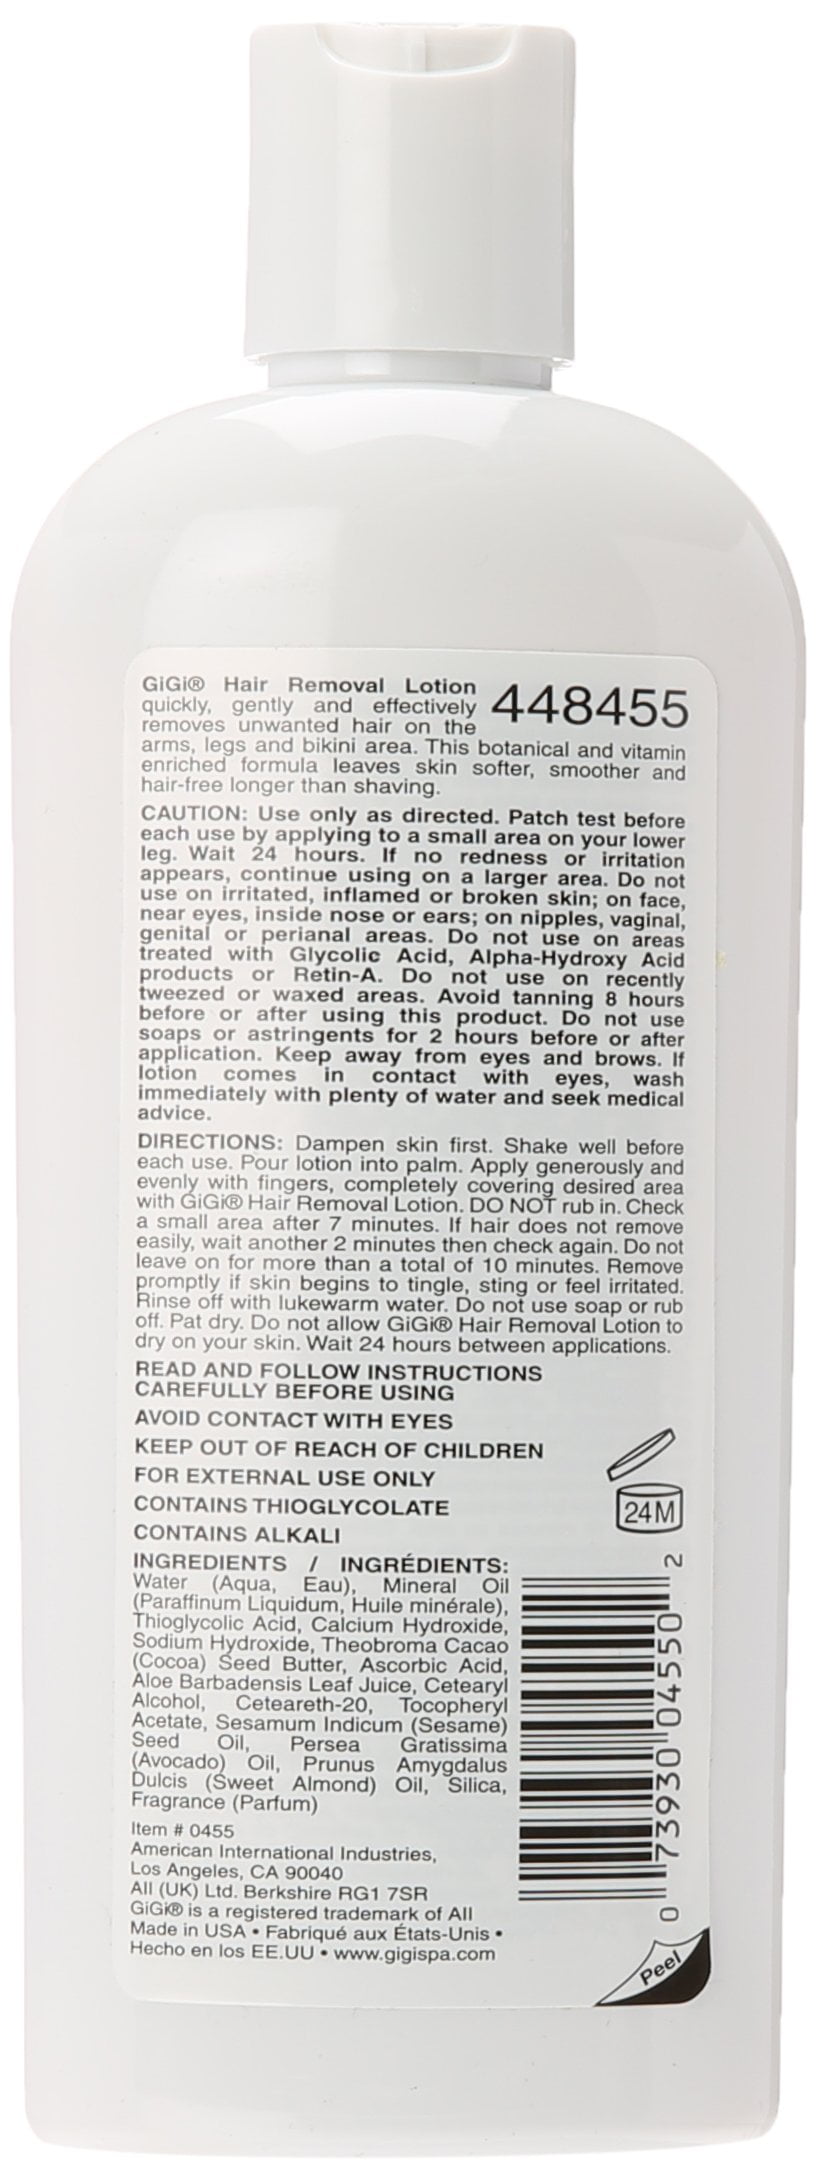 GiGi® Hair Removal Lotion
448455
quickly, gently and effectively
removes unwanted hair on the
arms, legs and bikini area. This botanical and vitamin
enriched formula leaves skin softer, smoother and
hair-free longer than shaving.
CAUTION: Use only as directed. Patch test before
each use by applying to a small area on your lower
leg. Wait 24 hours. If no redness or irritation
appears, continue using on a larger area. Do not
use on irritated, inflamed or broken skin; on face,
near eyes, inside nose or ears; on nipples, vaginal,
genital or perianal areas. Do not use on areas
treated with Glycolic Acid, Alpha-Hydroxy Acid
products or Retin-A. Do not use on recently
tweezed or waxed areas. Avoid tanning 8 hours
before or after using this product. Do not use
soaps or astringents for 2 hours before or after
application. Keep away from eyes and brows. If
lotion comes in contact with eyes, wash
immediately with plenty of water and seek medical
advice.
DIRECTIONS: Dampen skin first. Shake well before
each use. Pour lotion into palm. Apply generously and
evenly with fingers, completely covering desired area
with GiGi® Hair Removal Lotion. DO NOT rub in. Check
a small area after 7 minutes. If hair does not remove
easily, wait another 2 minutes then check again. Do not
leave on for more than a total of 10 minutes. Remove
promptly if skin begins to tingle, sting or feel irritated.
Rinse off with lukewarm water. Do not use soap or rub
off. Pat dry. Do not allow GiGi® Hair Removal Lotion to
dry on your skin. Wait 24 hours between applications.
READ AND FOLLOW INSTRUCTIONS
CAREFULLY BEFORE USING
AVOID CONTACT WITH EYES
KEEP OUT OF REACH OF CHILDREN
FOR EXTERNAL USE ONLY
CONTAINS THIOGLYCOLATE
CONTAINS ALKALI
24M
INGREDIENTS / INGRÉDIENTS:
Water (Aqua, Eau), Mineral Oil
(Paraffinum Liquidum, Huile minérale),
Thioglycolic Acid, Calcium Hydroxide,
Sodium Hydroxide, Theobroma Cacao
(Cocoa) Seed Butter, Ascorbic Acid,
Aloe Barbadensis Leaf Juice, Cetearyl
Alcohol, Ceteareth-20, Tocopheryl
Acetate, Sesamum Indicum (Sesame)
Seed Oil, Persea Gratissima
(Avocado) Oil, Prunus Amygdalus
Dulcis (Sweet Almond) Oil, Silica,
Fragrance (Parfum)
0 73930 04550 2
Item # 0455
American International Industries,
Los Angeles, CA 90040
AII (UK) Ltd. Berkshire RG1 7SR
GiGi® is a registered trademark of AII
Made in USA • Fabriqué aux États-Unis •
Hecho en los EE.UU • www.gigispa.com
Peel